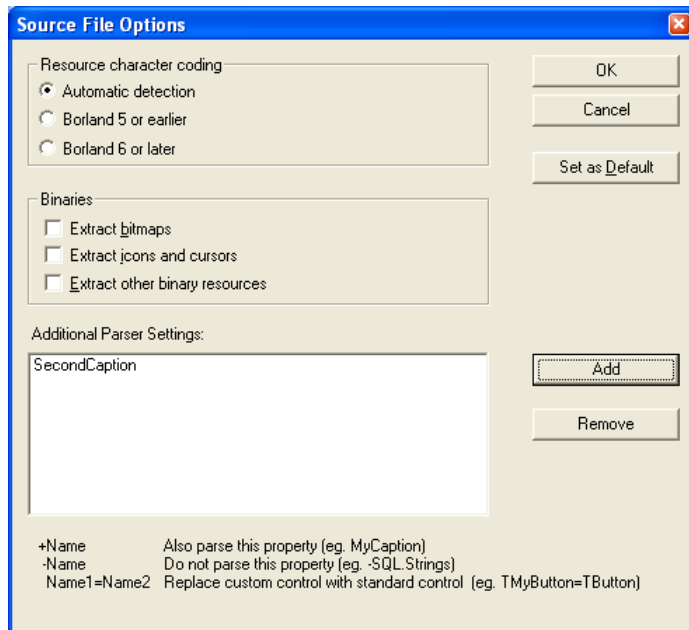 Source File Options
Resource character coding
Automatic detection
Borland 5 or earlier
Borland 6 or later
OK
Cancel
Set as Default
Binaries
Extract bitmaps
Extract icons and cursors
Extract other binary resources
Additional Parser Settings:
SecondCaption
Add
Remove
+Name Also parse this property (eg. MyCaption)
-Name Do not parse this property (eg. -SQL.Strings)
Name1=Name2 Replace custom control with standard control (eg. TMyButton=TButton)